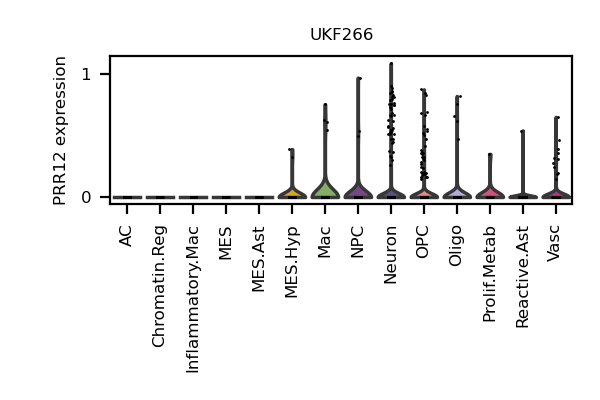 UKF266
PRR12 expression
1
0
AC
Chromatin.Reg
Inflammatory.Mac
MES
MES.Ast
MES.Hyp
Mac
NPC
Neuron
OPC
Oligo
Prolif.Metab
Reactive.Ast
Vasc